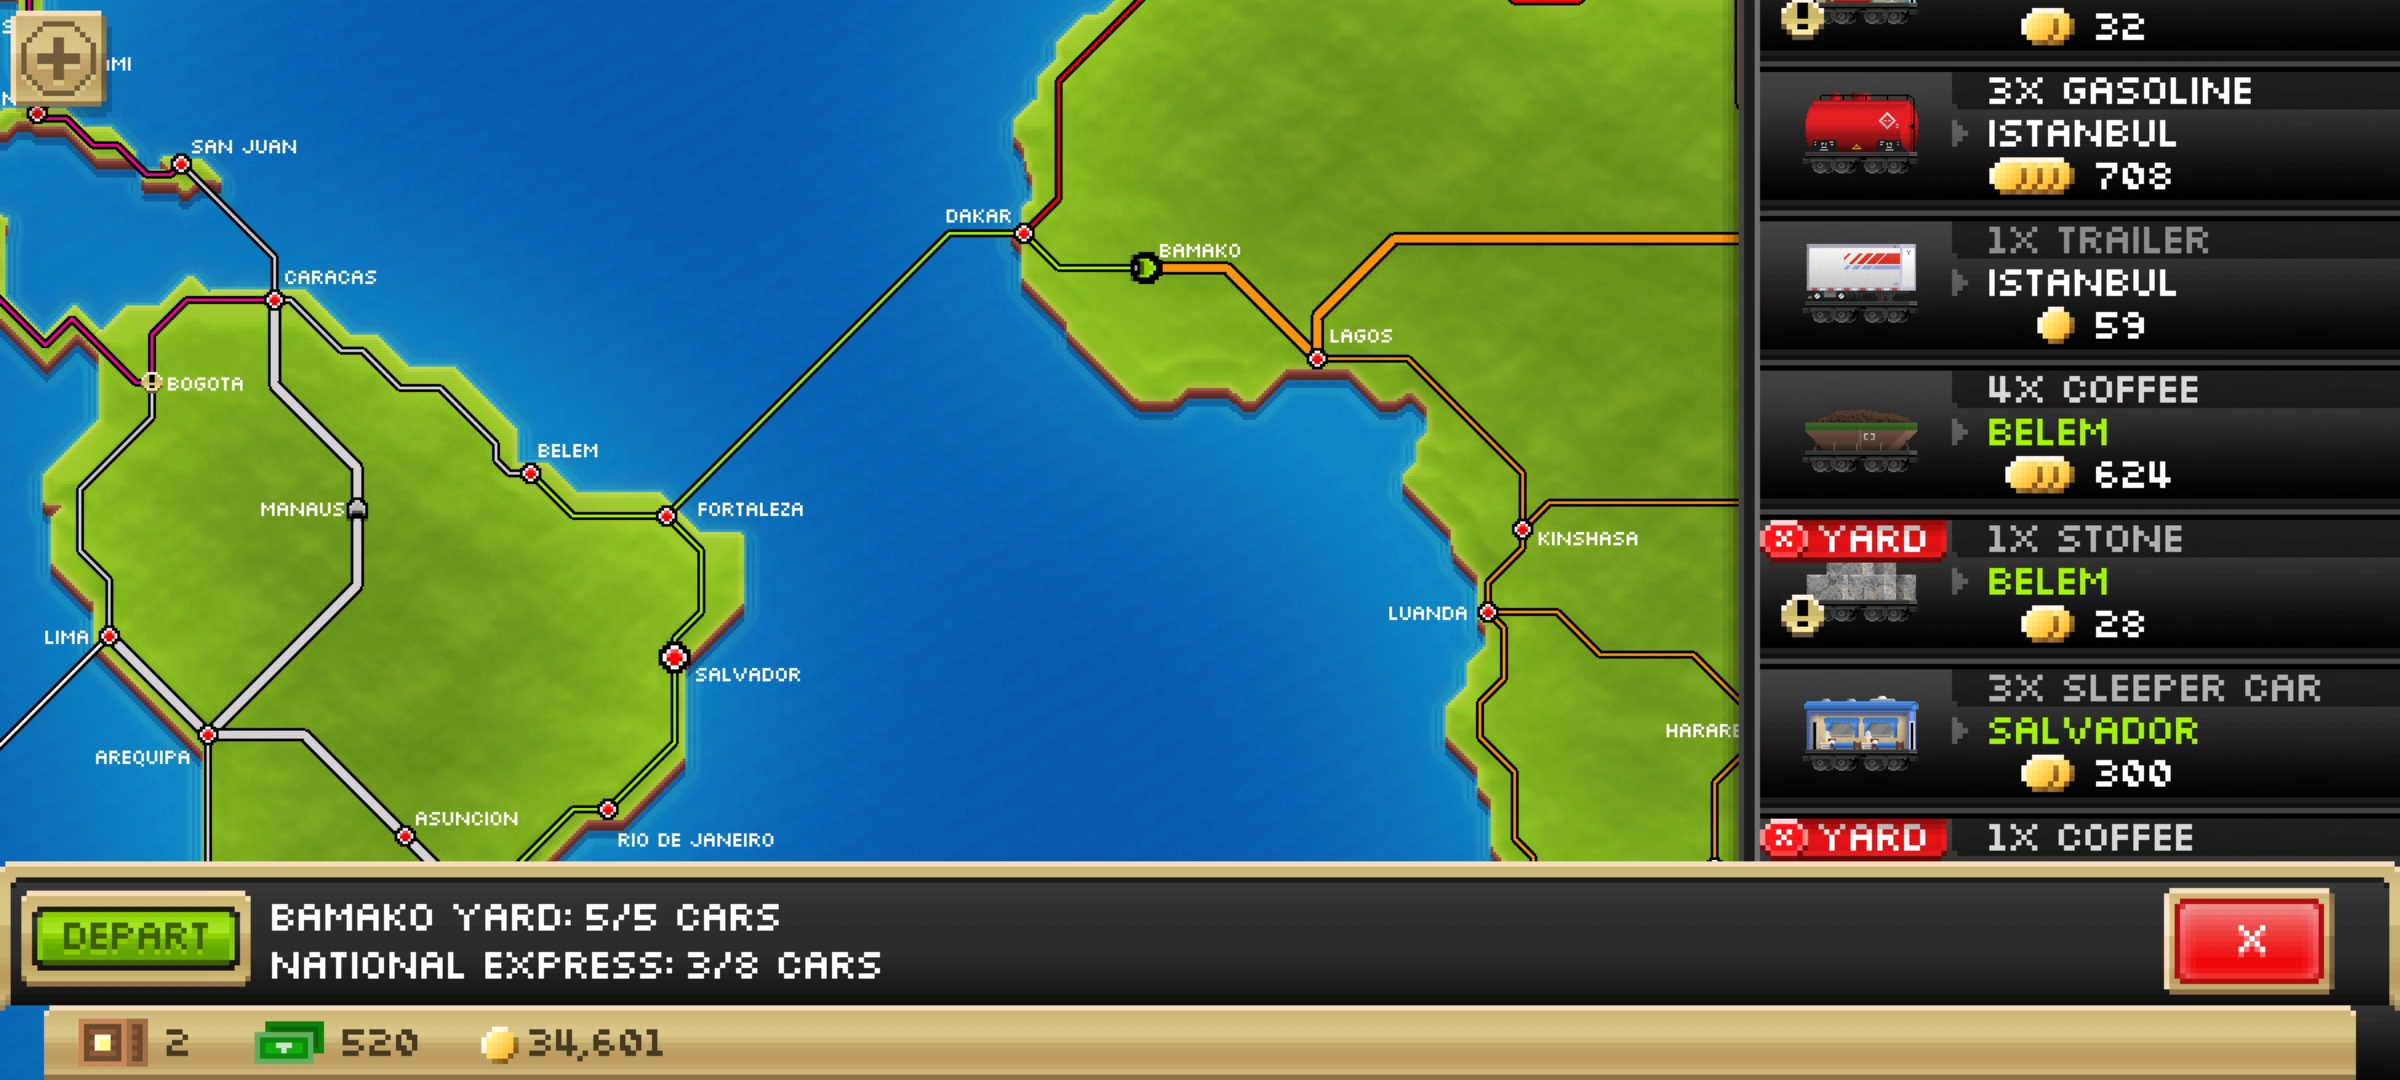 MI
SAN JUAN
CARACAS
BOGOTA
BELEM
MANAUS
FORTALEZA
LIMA
SALVADOR
AREQUIPA
ASUNCION
RIO DE JANEIRO
DAKAR
BAMAKO
LAGOS
KINSHASA
LUANDA
HARARE
32
3X GASOLINE
ISTANBUL
708
1X TRAILER
ISTANBUL
59
4X COFFEE
BELEM
624
YARD 1X STONE
BELEM
28
3X SLEEPER CAR
SALVADOR
300
YARD 1X COFFEE
DEPART
BAMAKO YARD: 5/5 CARS
NATIONAL EXPRESS: 3/8 CARS
X
2 520 34,601